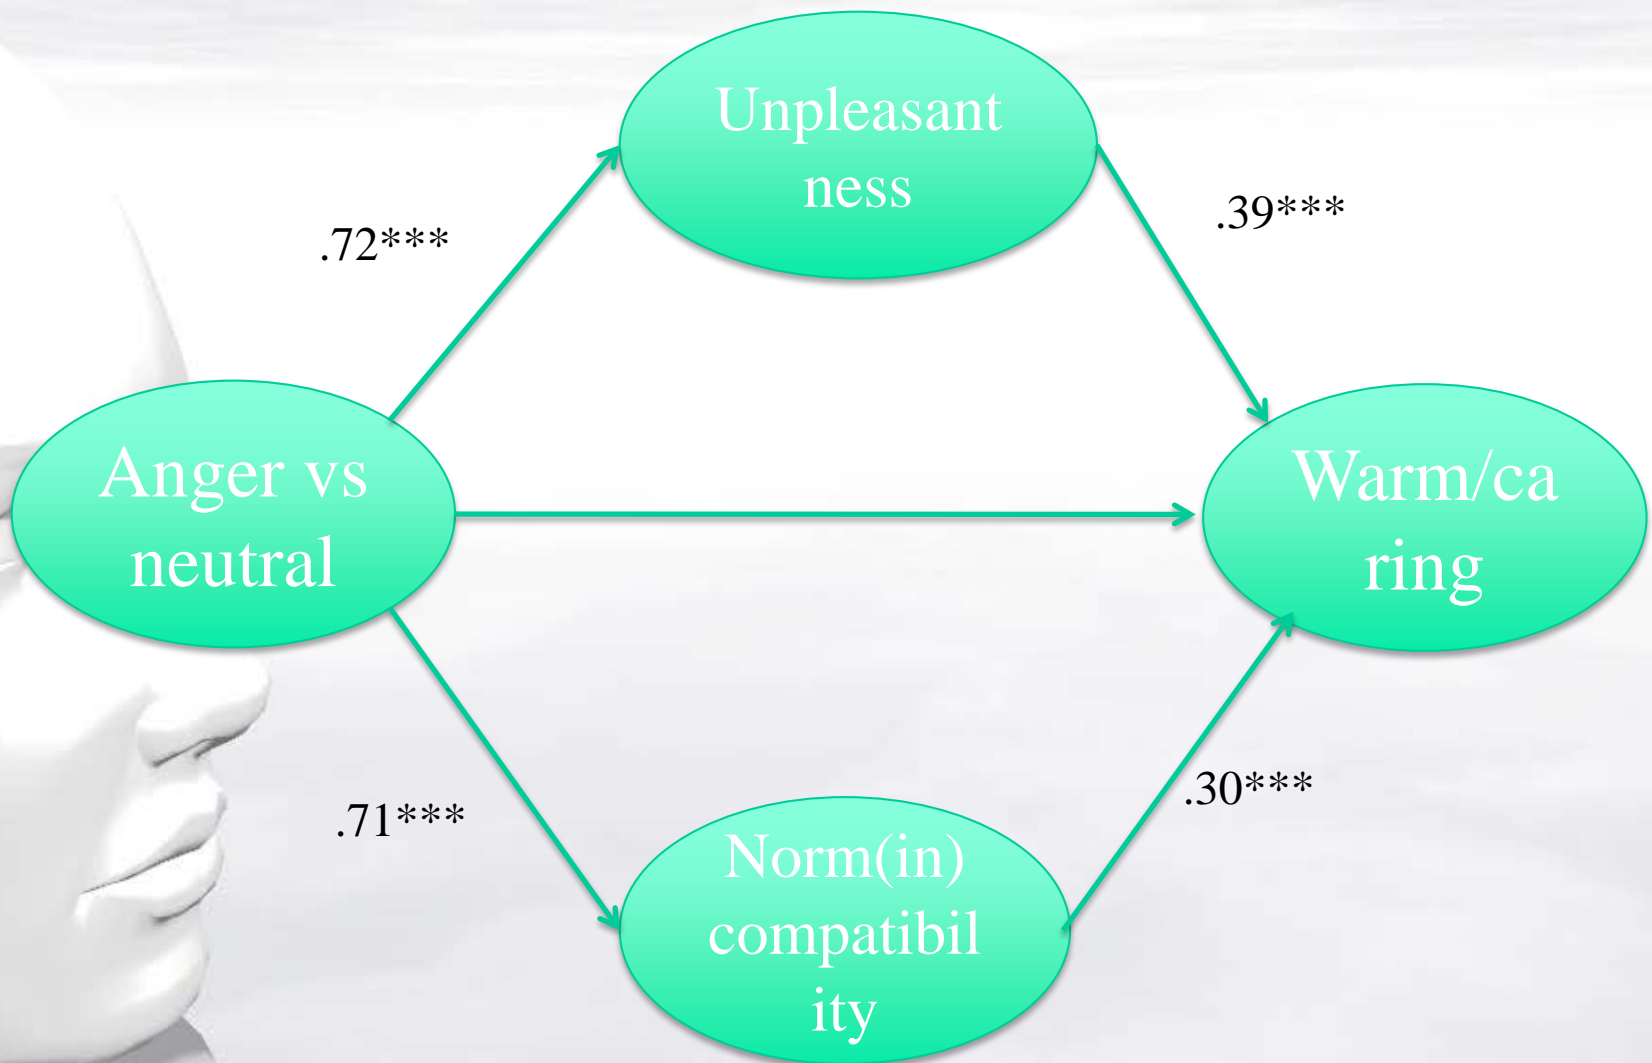 Unpleasant
ness
.72***
.39***
Anger vs
neutral
Warm/ca
ring
.71***
.30***
Norm(in)
compatibil
ity